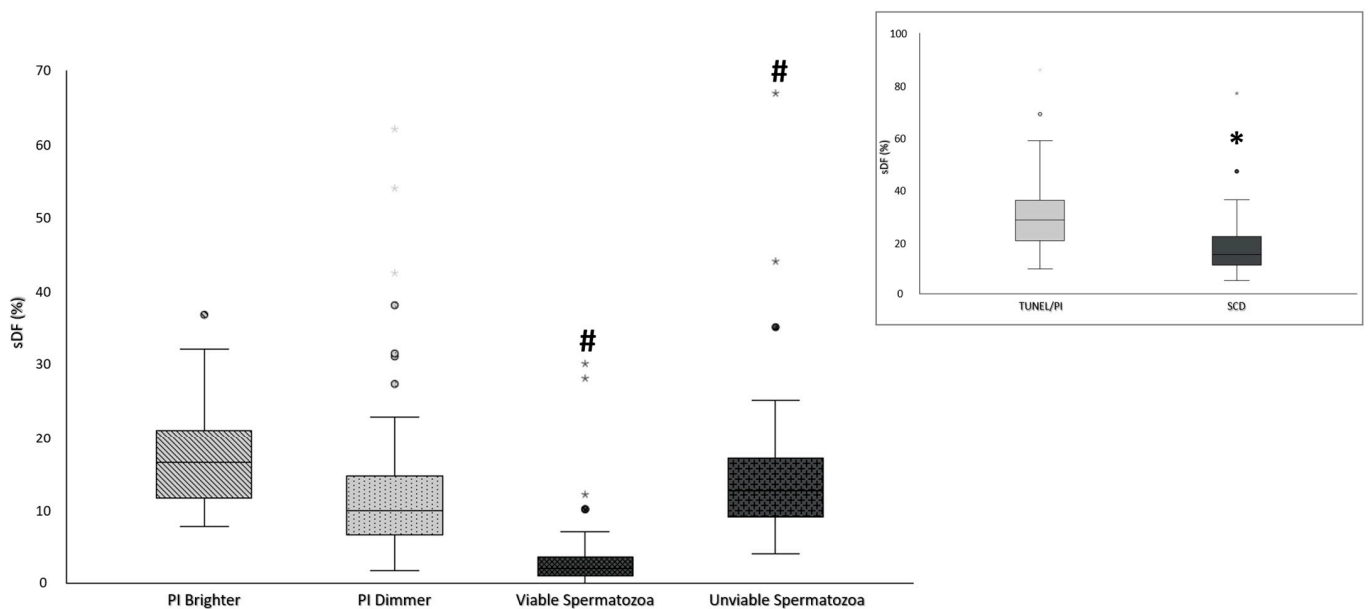 70
60
50
40
30
20
10
0
sDF (%)
#
#
PI Brighter
PI Dimmer
Viable Spermatozoa
Unviable Spermatozoa
100
80
60
40
20
0
sDF (%)
*
TUNEL/PI
SCD